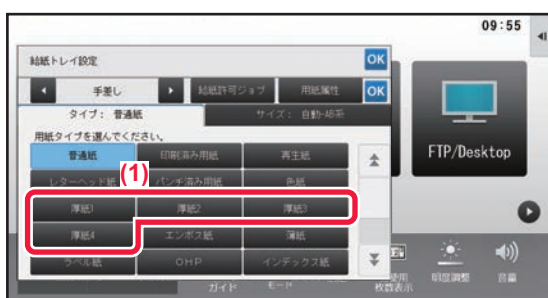 09:55
給紙トレイ設定 OK
手差し 給紙許可ジョブ 用紙属性 OK
タイプ: 普通紙 サイズ: 自動-AB系
用紙タイプを選んでください。
普通紙 印刷済み用紙 再生紙
レターヘッド紙 (1) パンチ済み用紙 色紙
厚紙1 厚紙2 厚紙3
厚紙4 エンボス紙 薄紙
ラベル紙 OHP インデックス紙
FTP/Desktop
ガイド モード 使用 明度調整 音量
枚数表示